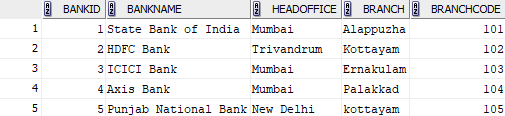 BANKID BANKNAME HEADOFFICE BRANCH BRANCHCODE
1 1 State Bank of India Mumbai Alappuzha 101
2 2 HDFC Bank Trivandrum Kottayam 102
3 3 ICICI Bank Mumbai Ernakulam 103
4 4 Axis Bank Mumbai Palakkad 104
5 5 Punjab National Bank New Delhi kottayam 105